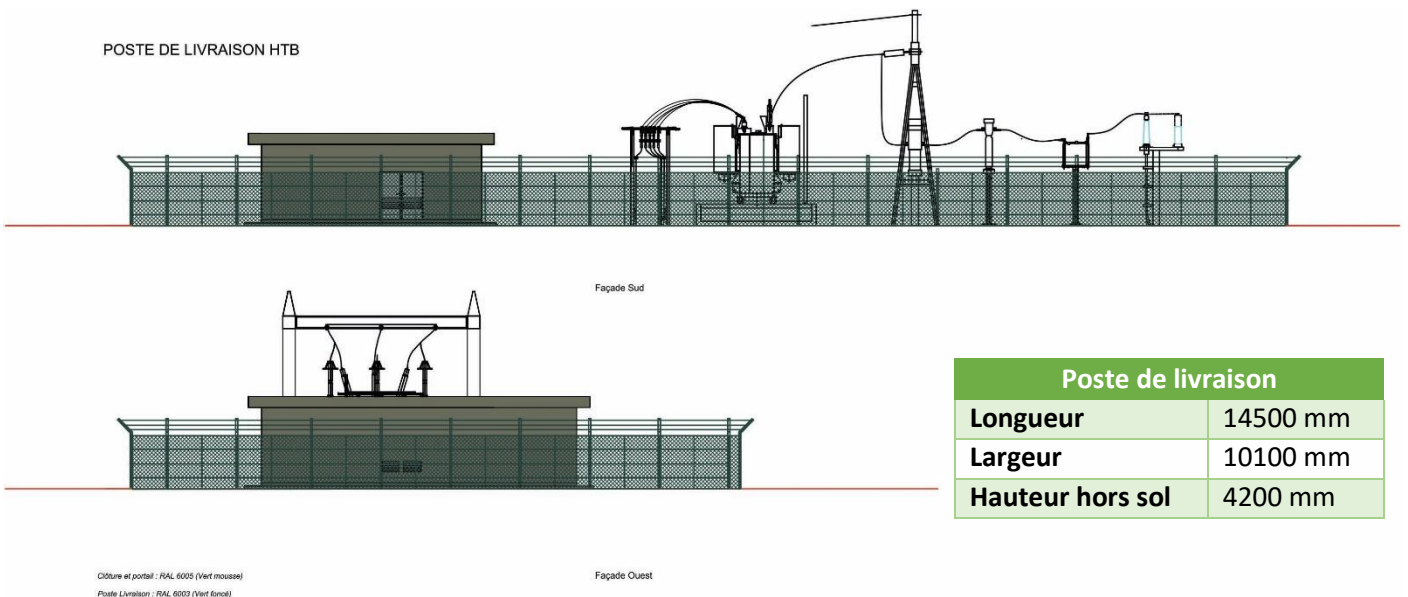 POSTE DE LIVRAISON HTB
Façade Sud
Poste de livraison
Longueur 14500 mm
Largeur 10100 mm
Hauteur hors sol 4200 mm
Clôture et portail : RAL 6005 (Vert mousse)
Façade Ouest
Poste Livraison : RAL 6003 (Vert foncé)